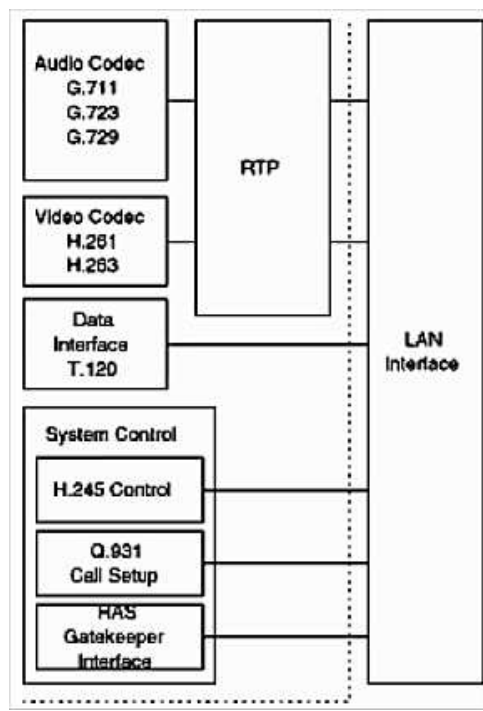 Audio Codec
G.711
G.723
G.729
RTP
Video Codec
H.261
H.263
Data
Interface
T.120
LAN
Interface
System Control
H.245 Control
Q.931
Call Setup
RAS
Gatekeeper
Interface